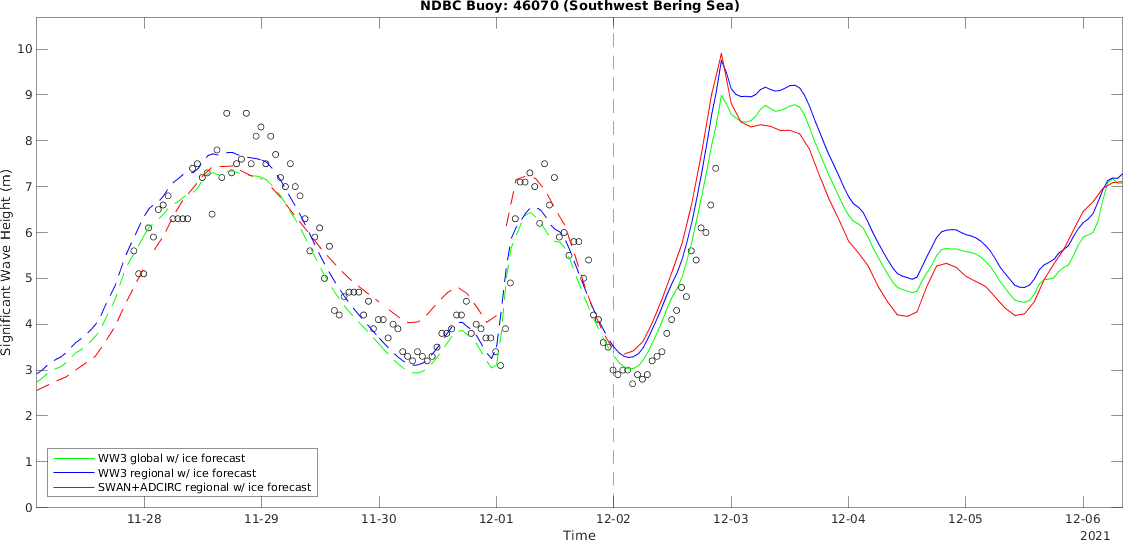 NDBC Buoy: 46070 (Southwest Bering Sea)
Significant Wave Height (m)
10
9
8
7
6
5
4
3
2
1
0
WW3 global w/ ice forecast
WW3 regional w/ ice forecast
SWAN+ADCIRC regional w/ ice forecast
11-28 11-29 11-30 12-01 12-02 12-03 12-04 12-05 12-06
Time 2021